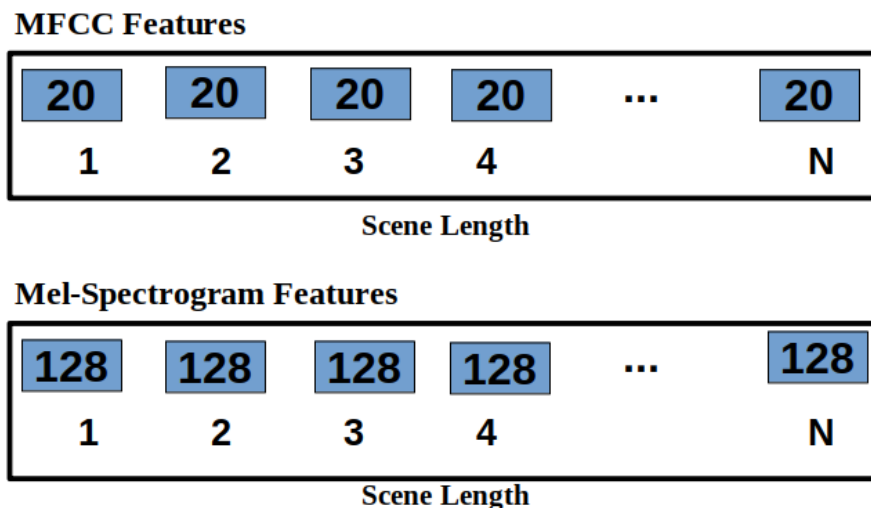 MFCC Features
20 20 20 20 ... 20
1 2 3 4 N
Scene Length
Mel-Spectrogram Features
128 128 128 128 ... 128
1 2 3 4 N
Scene Length